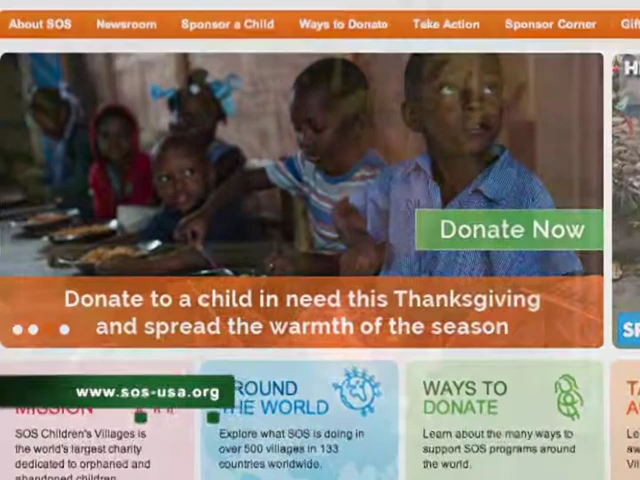 About SOS Newsroom Sponsor a Child Ways to Donate Take Action Sponsor Corner
Donate Now
Donate to a child in need this Thanksgiving
and spread the warmth of the season
www.sos-usa.org
MISSION
SOS Children's Villages is
the world's largest charity
dedicated to orphaned and
abandoned children
ROUND
THE WORLD
Explore what SOS is doing in
over 500 villages in 133
countries worldwide.
WAYS TO
DONATE
Learn about the many ways to
support SOS programs around
the world.